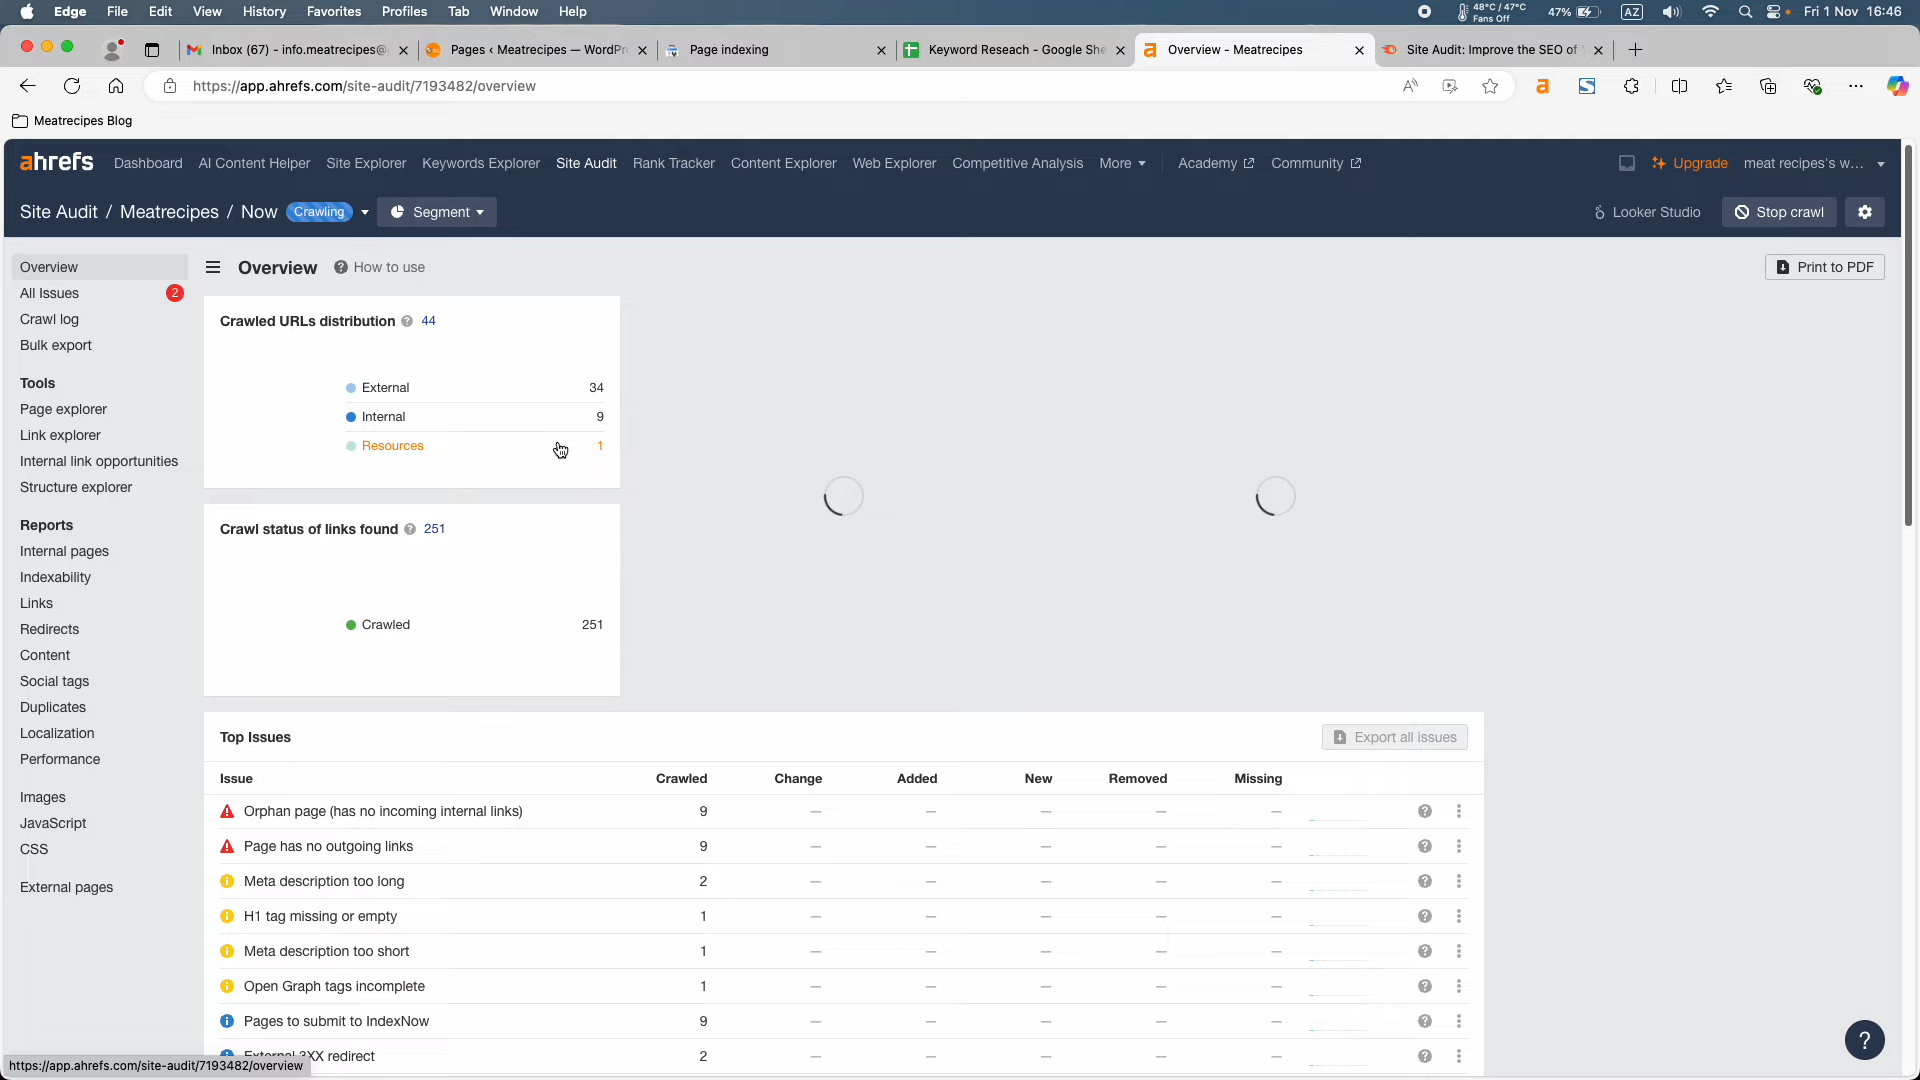 Edge File Edit View History Favorites Profiles Tab Window Help 48°C / 47°C Fans Off 47% AZ Fri 1 Nov 16:46
Inbox (67) - info.meatrecipes@ Pages ‹ Meatrecipes — WordPr Page indexing Keyword Reseach - Google She Overview - Meatrecipes Site Audit: Improve the SEO of
https://app.ahrefs.com/site-audit/7193482/overview
Meatrecipes Blog
ahrefs Dashboard AI Content Helper Site Explorer Keywords Explorer Site Audit Rank Tracker Content Explorer Web Explorer Competitive Analysis More Academy Community Upgrade meat recipes's w...
Site Audit / Meatrecipes / Now Crawling Segment Looker Studio Stop crawl
Overview
All Issues 2
Crawl log
Bulk export
Tools
Page explorer
Link explorer
Internal link opportunities
Structure explorer
Reports
Internal pages
Indexability
Links
Redirects
Content
Social tags
Duplicates
Localization
Performance
Images
JavaScript
CSS
External pages
Overview ? How to use Print to PDF
Crawled URLs distribution ? 44
External 34
Internal 9
Resources 1
Crawl status of links found ? 251
Crawled 251
Top Issues Export all issues
Issue Crawled Change Added New Removed Missing
Orphan page (has no incoming internal links) 9 — — — — — ?
Page has no outgoing links 9 — — — — — ?
Meta description too long 2 — — — — — ?
H1 tag missing or empty 1 — — — — — ?
Meta description too short 1 — — — — — ?
Open Graph tags incomplete 1 — — — — — ?
Pages to submit to IndexNow 9 — — — — — ?
External 3XX redirect 2 — — — — — ?
https://app.ahrefs.com/site-audit/7193482/overview
?